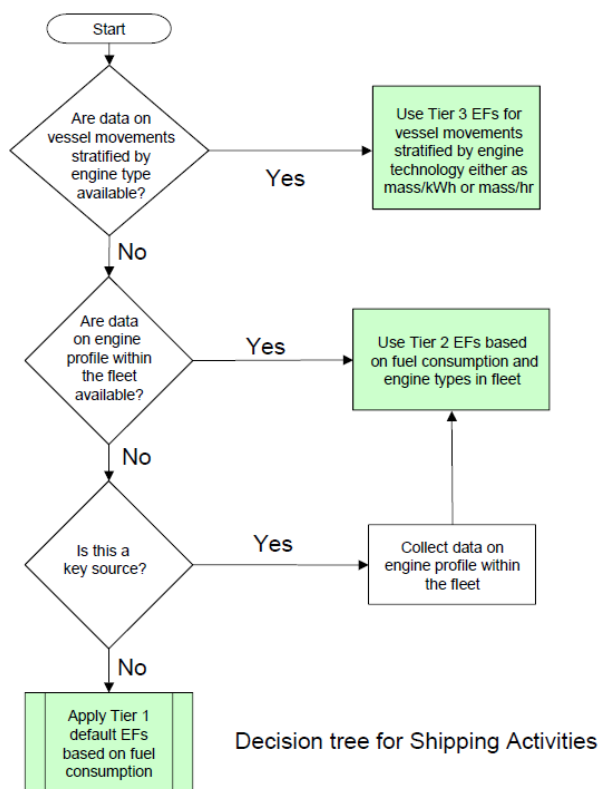 Start
Are data on
vessel movements
stratified by
engine type
available?
Yes
Use Tier 3 EFs for
vessel movements
stratified by engine
technology either as
mass/kWh or mass/hr
No
Are data
on engine
profile within
the fleet
available?
Yes
Use Tier 2 EFs based
on fuel consumption and
engine types in fleet
No
Is this a
key source?
Yes
Collect data on
engine profile within
the fleet
No
Apply Tier 1
default EFs
based on fuel
consumption
Decision tree for Shipping Activities